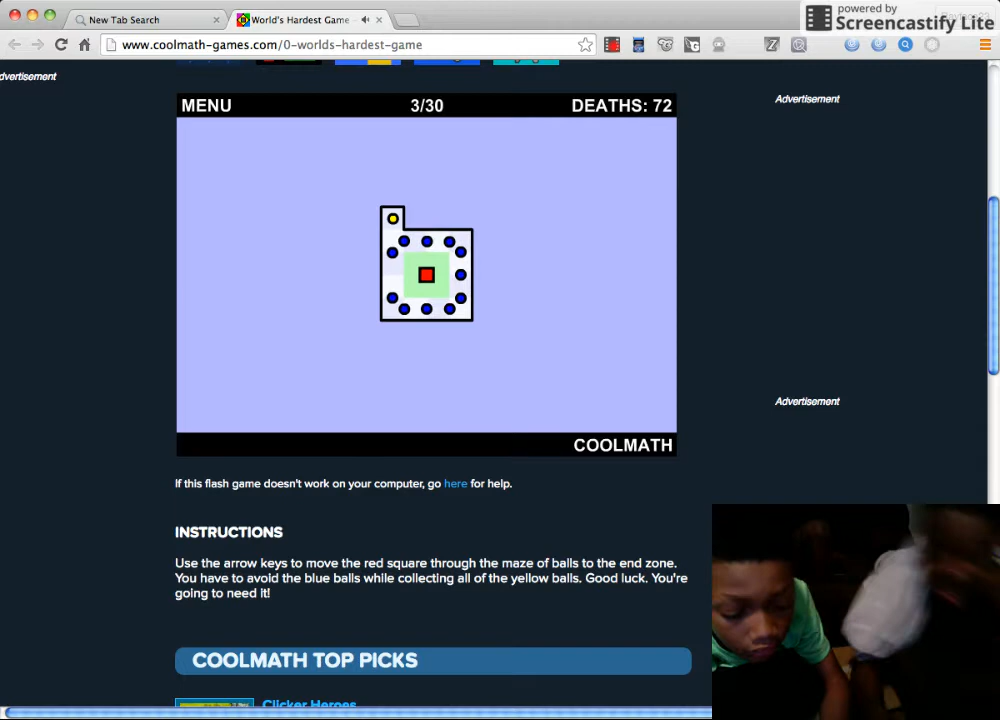 New Tab Search
World's Hardest Game
powered by
Screencastify Lite
www.coolmath-games.com/0-worlds-hardest-game
dvertisement
Advertisement
MENU 3/30 DEATHS: 72
COOLMATH
Advertisement
If this flash game doesn't work on your computer, go here for help.
INSTRUCTIONS
Use the arrow keys to move the red square through the maze of balls to the end zone.
You have to avoid the blue balls while collecting all of the yellow balls. Good luck. You're
going to need it!
COOLMATH TOP PICKS
Clicker Heroes